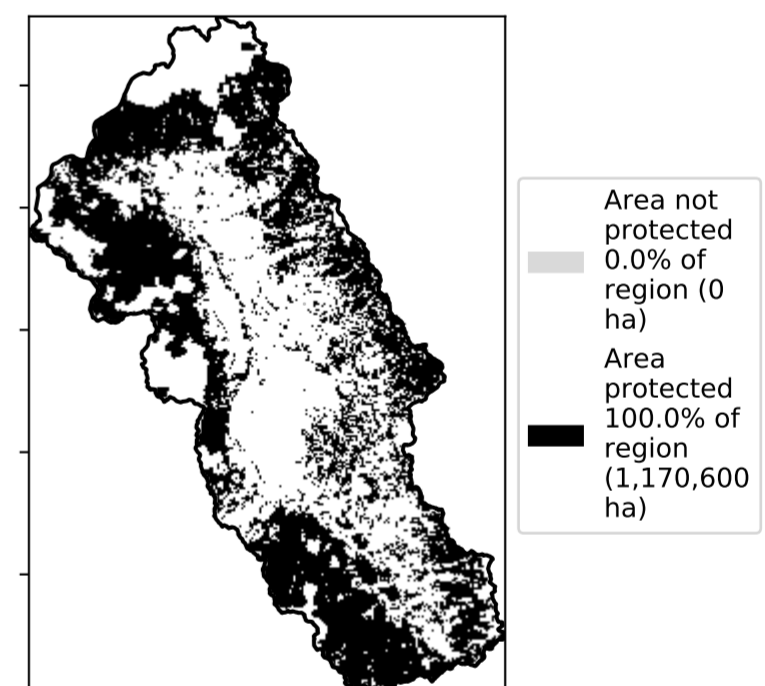 Area not
protected
0.0% of
region (0
ha)
Area
protected
100.0% of
region
(1,170,600
ha)